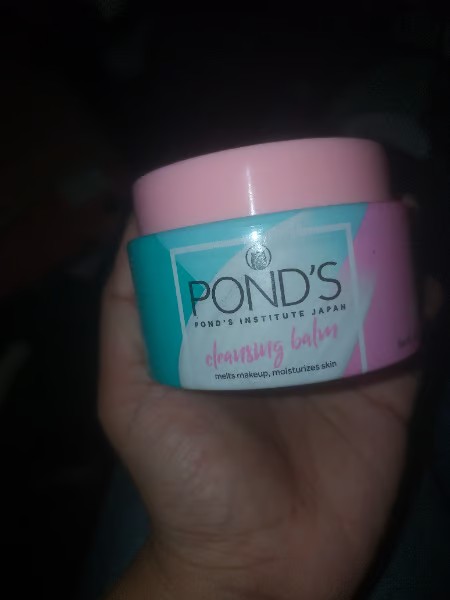 POND'S
POND'S INSTITUTE JAPAN
cleansing balm
melts makeup, moisturizes skin